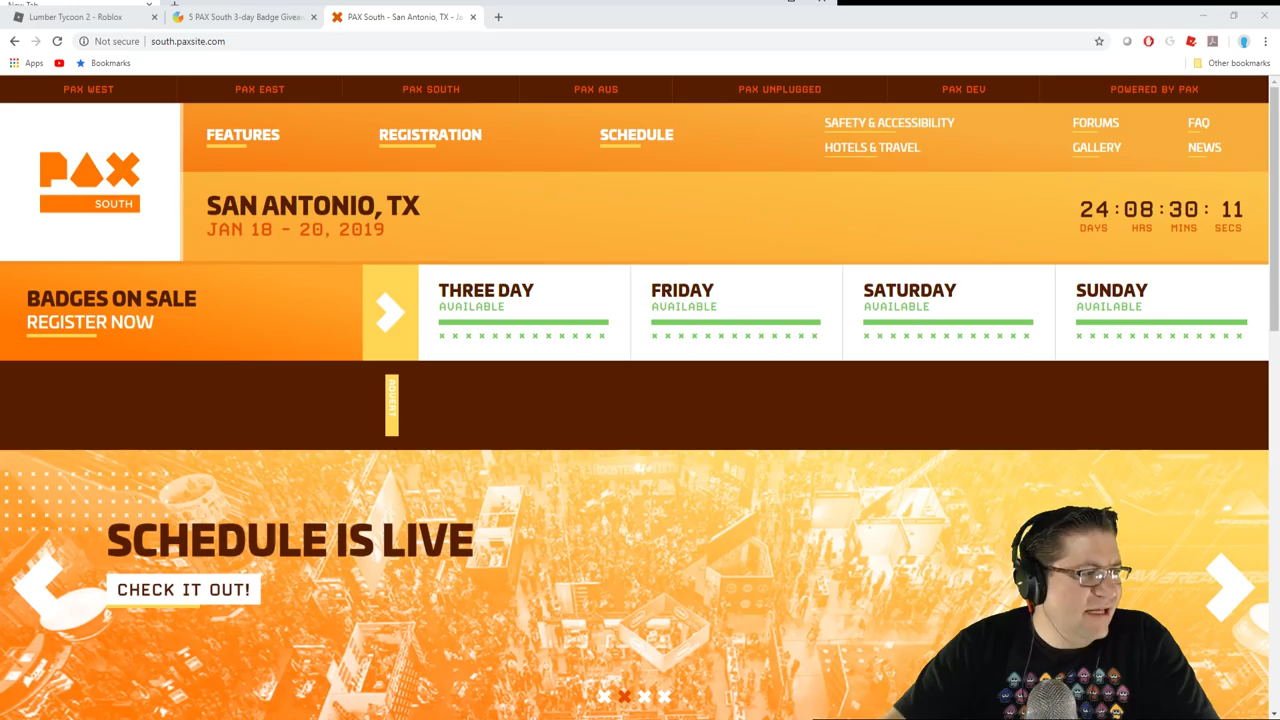 New Tab
Lumber Tycoon 2 - Roblox
5 PAX South 3-day Badge Giveaw
PAX South - San Antonio, TX - Ja
Not secure
south.paxsite.com
Apps
Bookmarks
Other bookmarks
PAX WEST
PAX EAST
PAX SOUTH
PAX AUS
PAX UNPLUGGED
PAX DEV
POWERED BY PAX
PAX
SOUTH
FEATURES
REGISTRATION
SCHEDULE
SAFETY & ACCESSIBILITY
HOTELS & TRAVEL
FORUMS
FAQ
GALLERY
NEWS
SAN ANTONIO, TX
JAN 18 - 20, 2019
24:08:30:11
DAYS HRS MINS SECS
BADGES ON SALE
REGISTER NOW
THREE DAY
AVAILABLE
FRIDAY
AVAILABLE
SATURDAY
AVAILABLE
SUNDAY
AVAILABLE
ADVERT
SCHEDULE IS LIVE
CHECK IT OUT!